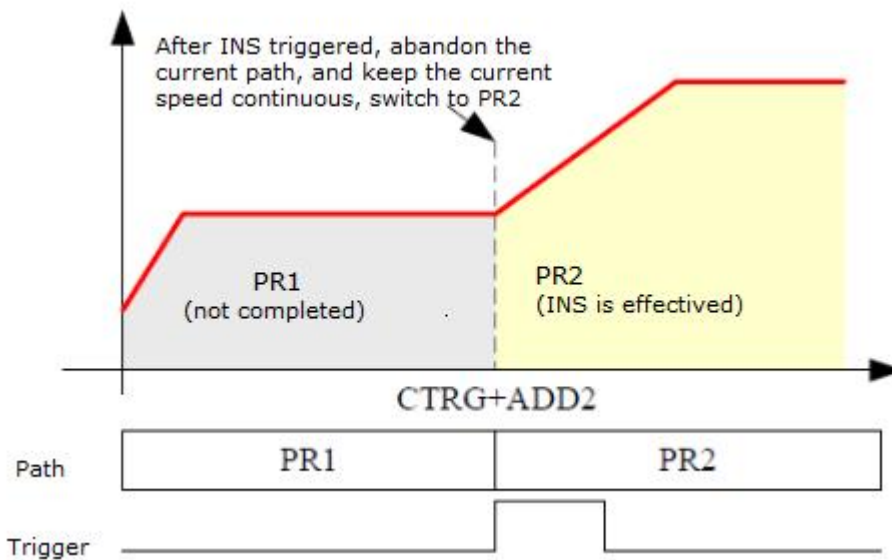 After INS triggered, abandon the
current path, and keep the current
speed continuous, switch to PR2
PR1
(not completed)
PR2
(INS is effectived)
CTRG+ADD2
Path
PR1
PR2
Trigger